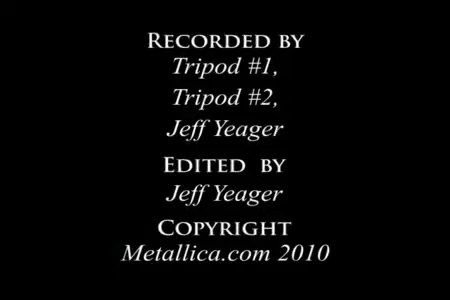 RECORDED BY
Tripod #1,
Tripod #2,
Jeff Yeager
EDITED BY
Jeff Yeager
COPYRIGHT
Metallica.com 2010